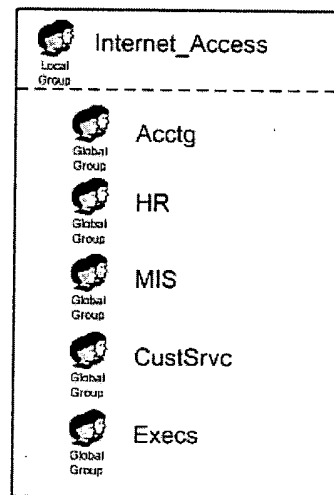 Internet_Access
Local
Group
Acctg
Global
Group
HR
Global
Group
MIS
Global
Group
CustSrvc
Global
Group
Execs
Global
Group